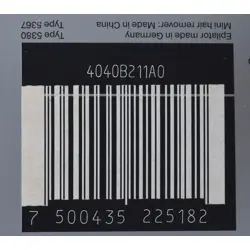 Epilator made in Germany Type 5380
Mini hair remover: Made in China Type 5367
4040B211A0
7 500435 225182